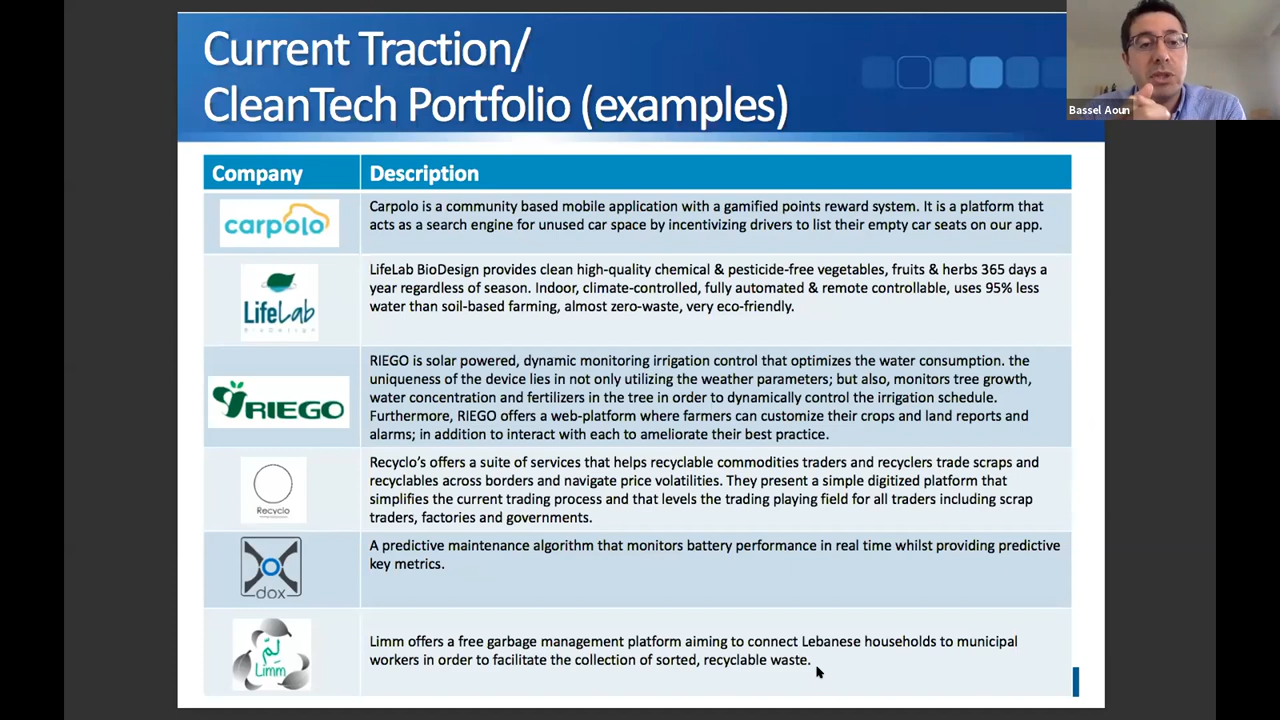 Current Traction/
CleanTech Portfolio (examples)
Bassel Aoun
Company Description
carpolo
Carpolo is a community based mobile application with a gamified points reward system. It is a platform that
acts as a search engine for unused car space by incentivizing drivers to list their empty car seats on our app.
LifeLab
BioDesign
LifeLab BioDesign provides clean high-quality chemical & pesticide-free vegetables, fruits & herbs 365 days a
year regardless of season. Indoor, climate-controlled, fully automated & remote controllable, uses 95% less
water than soil-based farming, almost zero-waste, very eco-friendly.
RIEGO
RIEGO is solar powered, dynamic monitoring irrigation control that optimizes the water consumption. the
uniqueness of the device lies in not only utilizing the weather parameters; but also, monitors tree growth,
water concentration and fertilizers in the tree in order to dynamically control the irrigation schedule.
Furthermore, RIEGO offers a web-platform where farmers can customize their crops and land reports and
alarms; in addition to interact with each to ameliorate their best practice.
Recyclo
Recyclo’s offers a suite of services that helps recyclable commodities traders and recyclers trade scraps and
recyclables across borders and navigate price volatilities. They present a simple digitized platform that
simplifies the current trading process and that levels the trading playing field for all traders including scrap
traders, factories and governments.
dox
A predictive maintenance algorithm that monitors battery performance in real time whilst providing predictive
key metrics.
لِمّ
Limm
Limm offers a free garbage management platform aiming to connect Lebanese households to municipal
workers in order to facilitate the collection of sorted, recyclable waste.